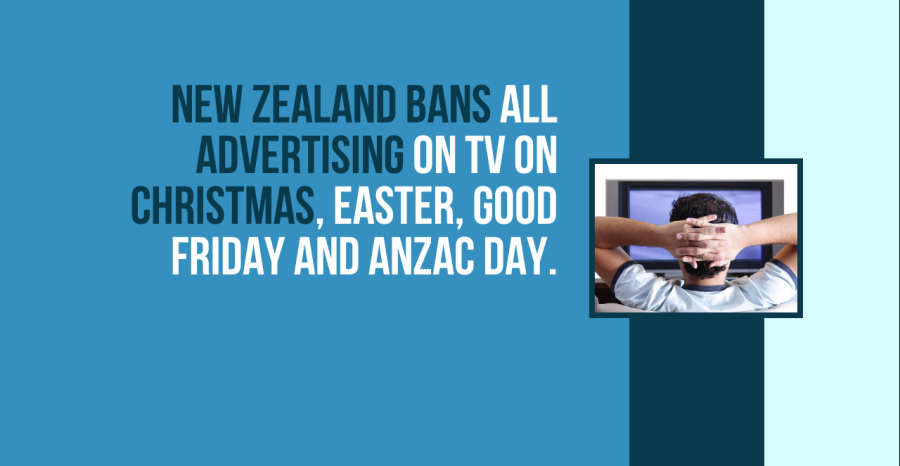 NEW ZEALAND BANS ALL
ADVERTISING ON TV ON
CHRISTMAS, EASTER, GOOD
FRIDAY AND ANZAC DAY.